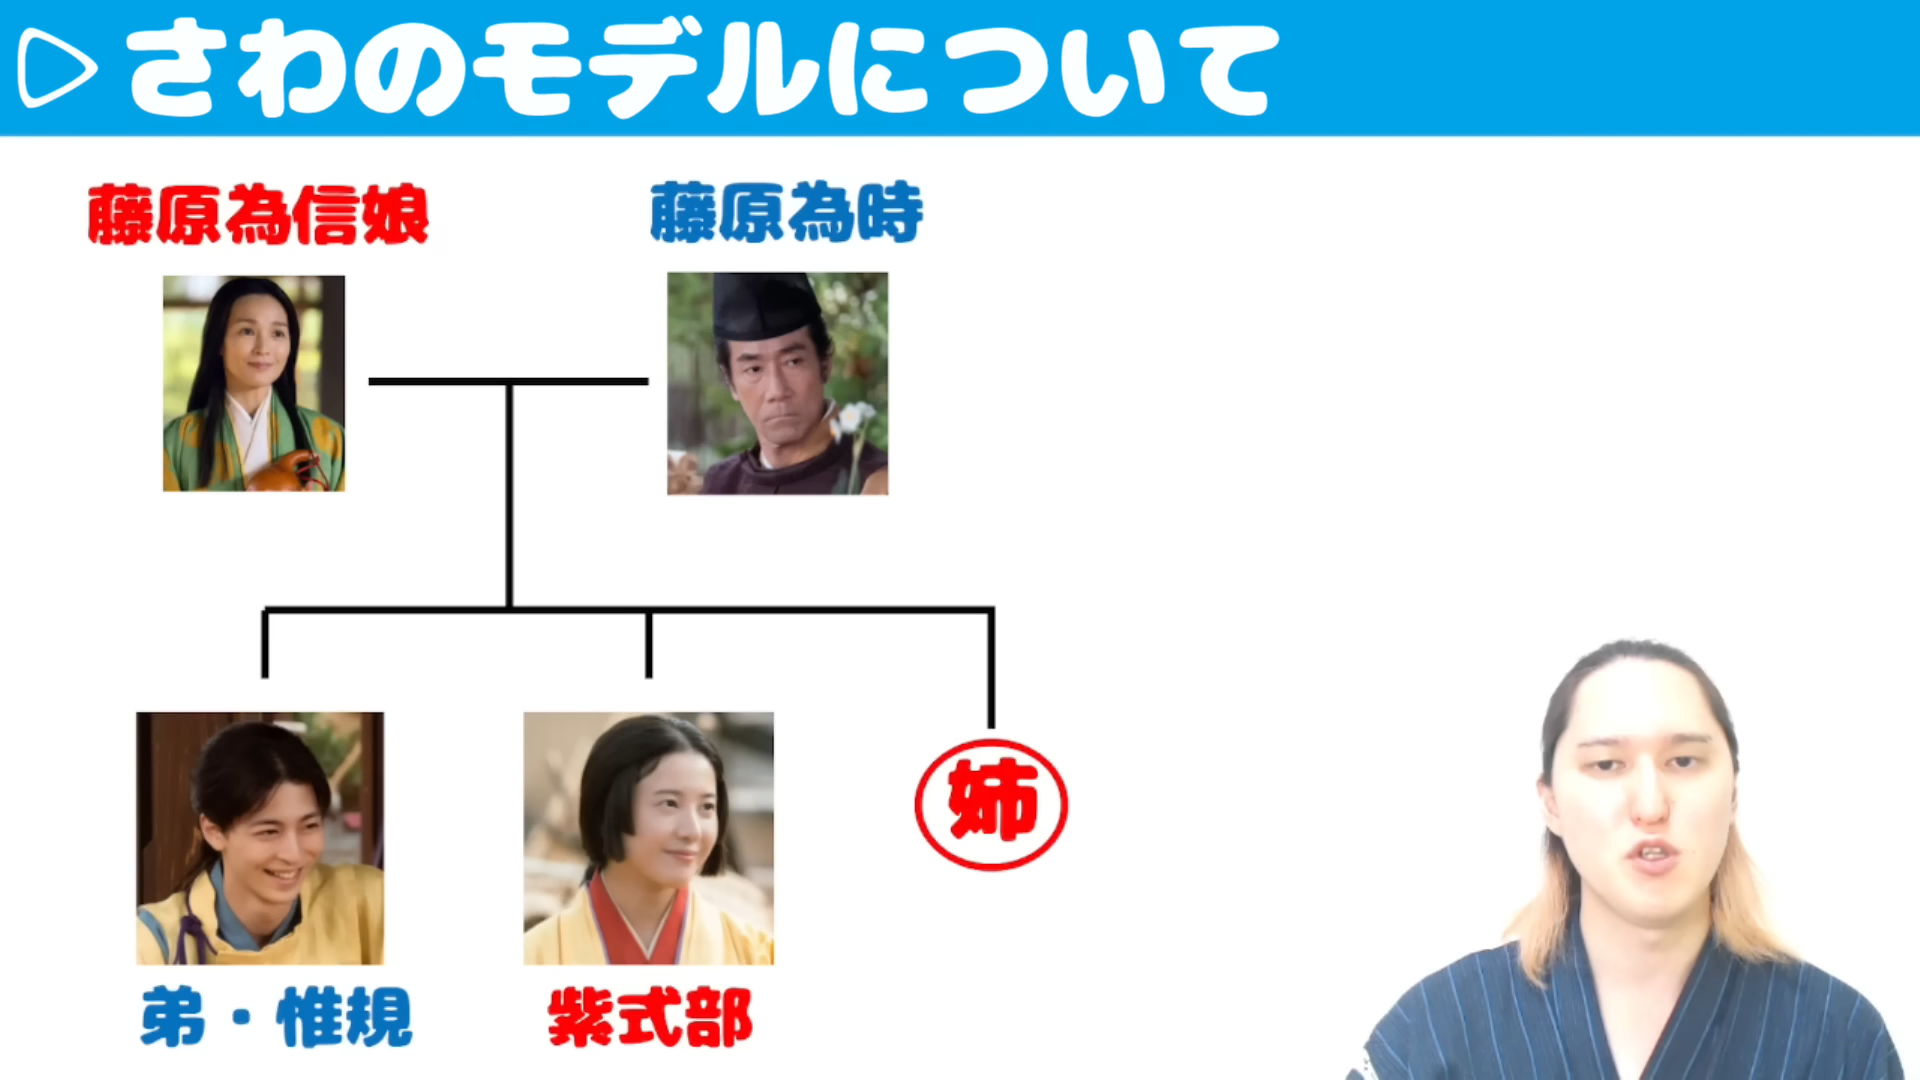 さわのモデルについて
藤原為信娘
藤原為時
姉
弟・惟規
紫式部